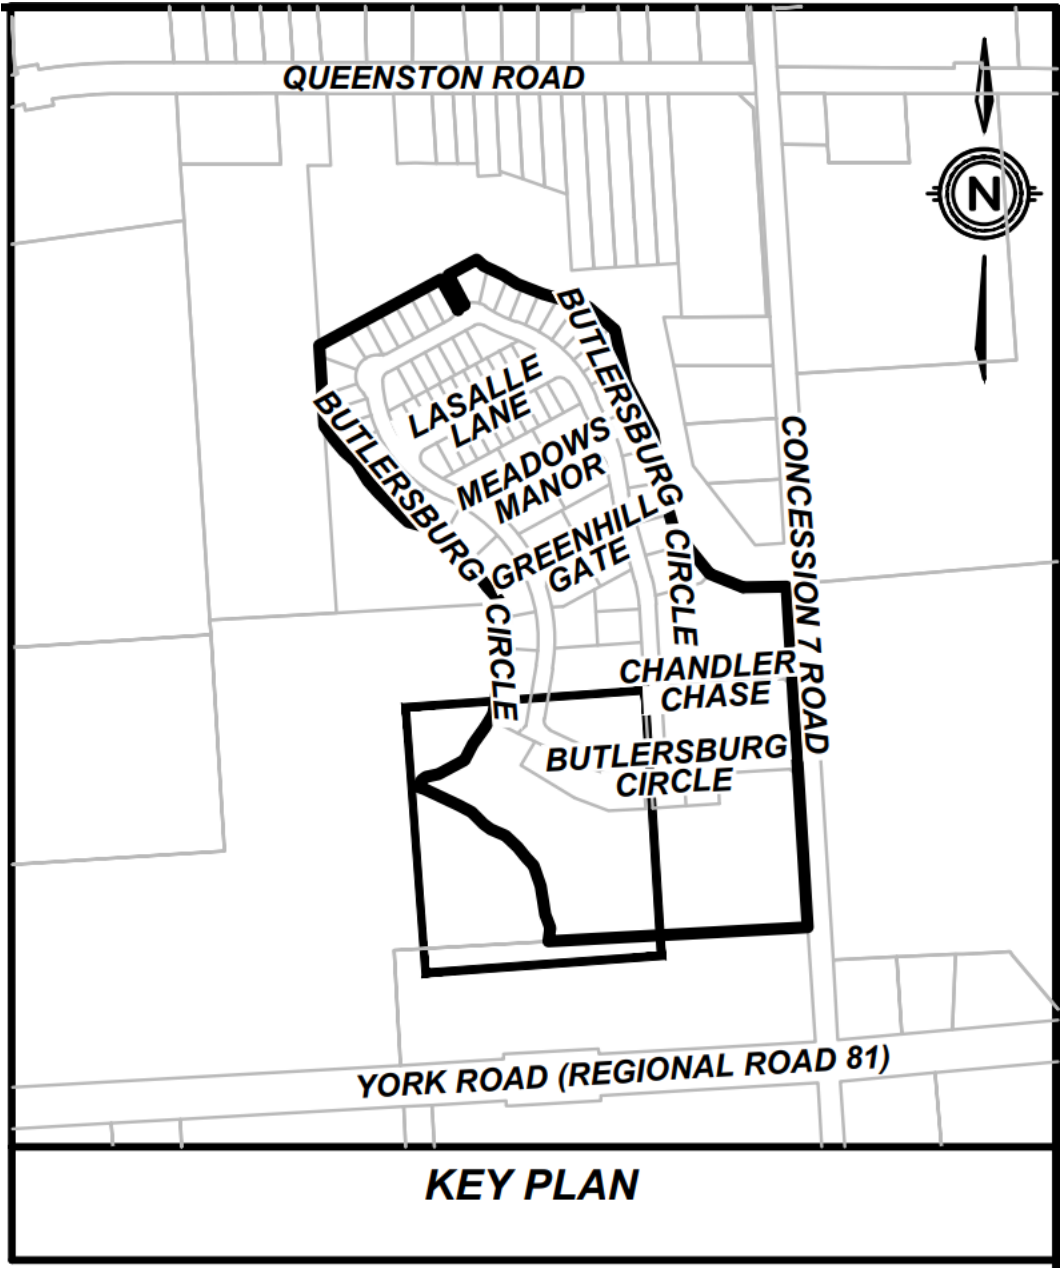 QUEENSTON ROAD
N
BUTLERSBURG CIRCLE
LASALLE
LANE
BUTLERSBURG CIRCLE
MEADOWS
MANOR
GREENHILL
GATE
CONCESSION 7 ROAD
CHANDLER
CHASE
BUTLERSBURG
CIRCLE
YORK ROAD (REGIONAL ROAD 81)
KEY PLAN